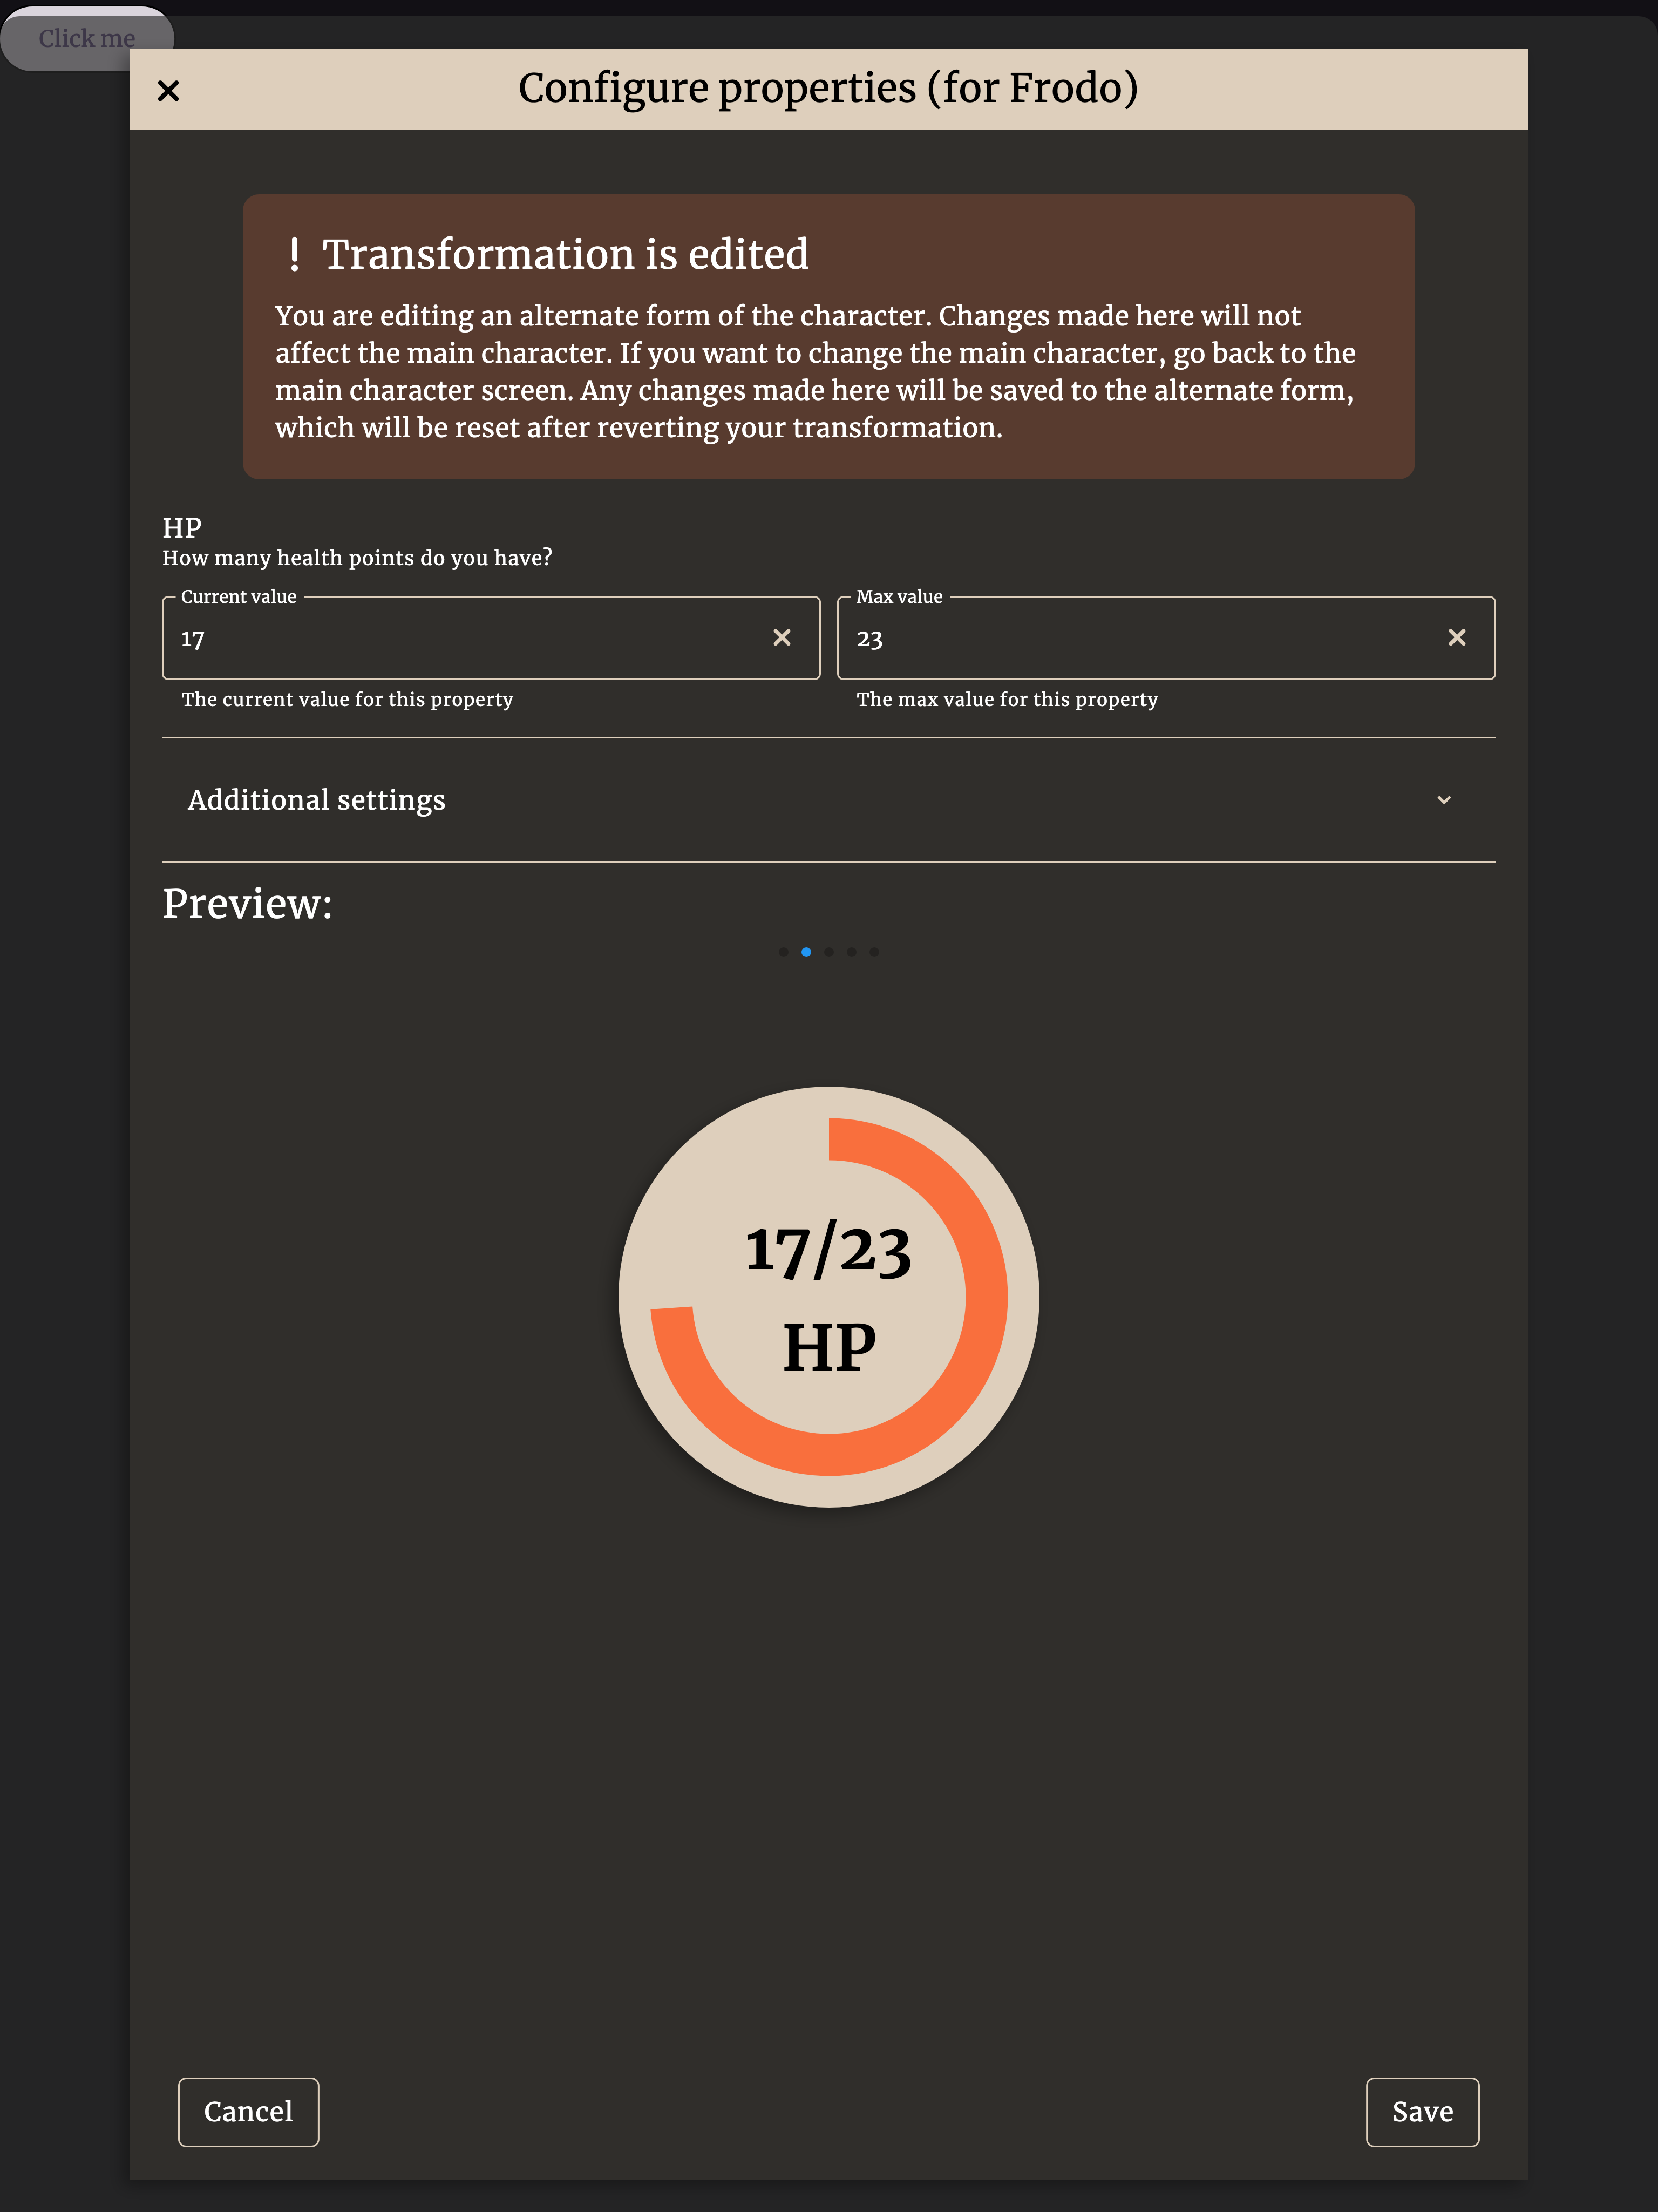 Click me
Configure properties (for Frodo)
! Transformation is edited
You are editing an alternate form of the character. Changes made here will not
affect the main character. If you want to change the main character, go back to the
main character screen. Any changes made here will be saved to the alternate form,
which will be reset after reverting your transformation.
HP
How many health points do you have?
Current value
17
The current value for this property
Max value
23
The max value for this property
Additional settings
Preview:
17/23
HP
Cancel
Save